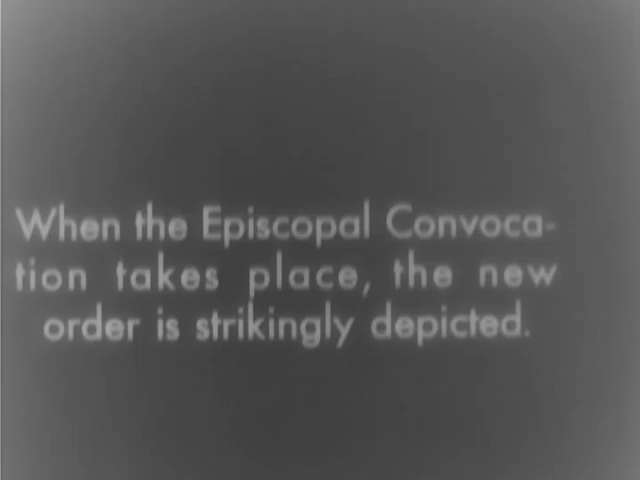 When the Episcopal Convoca-
tion takes place, the new
order is strikingly depicted.